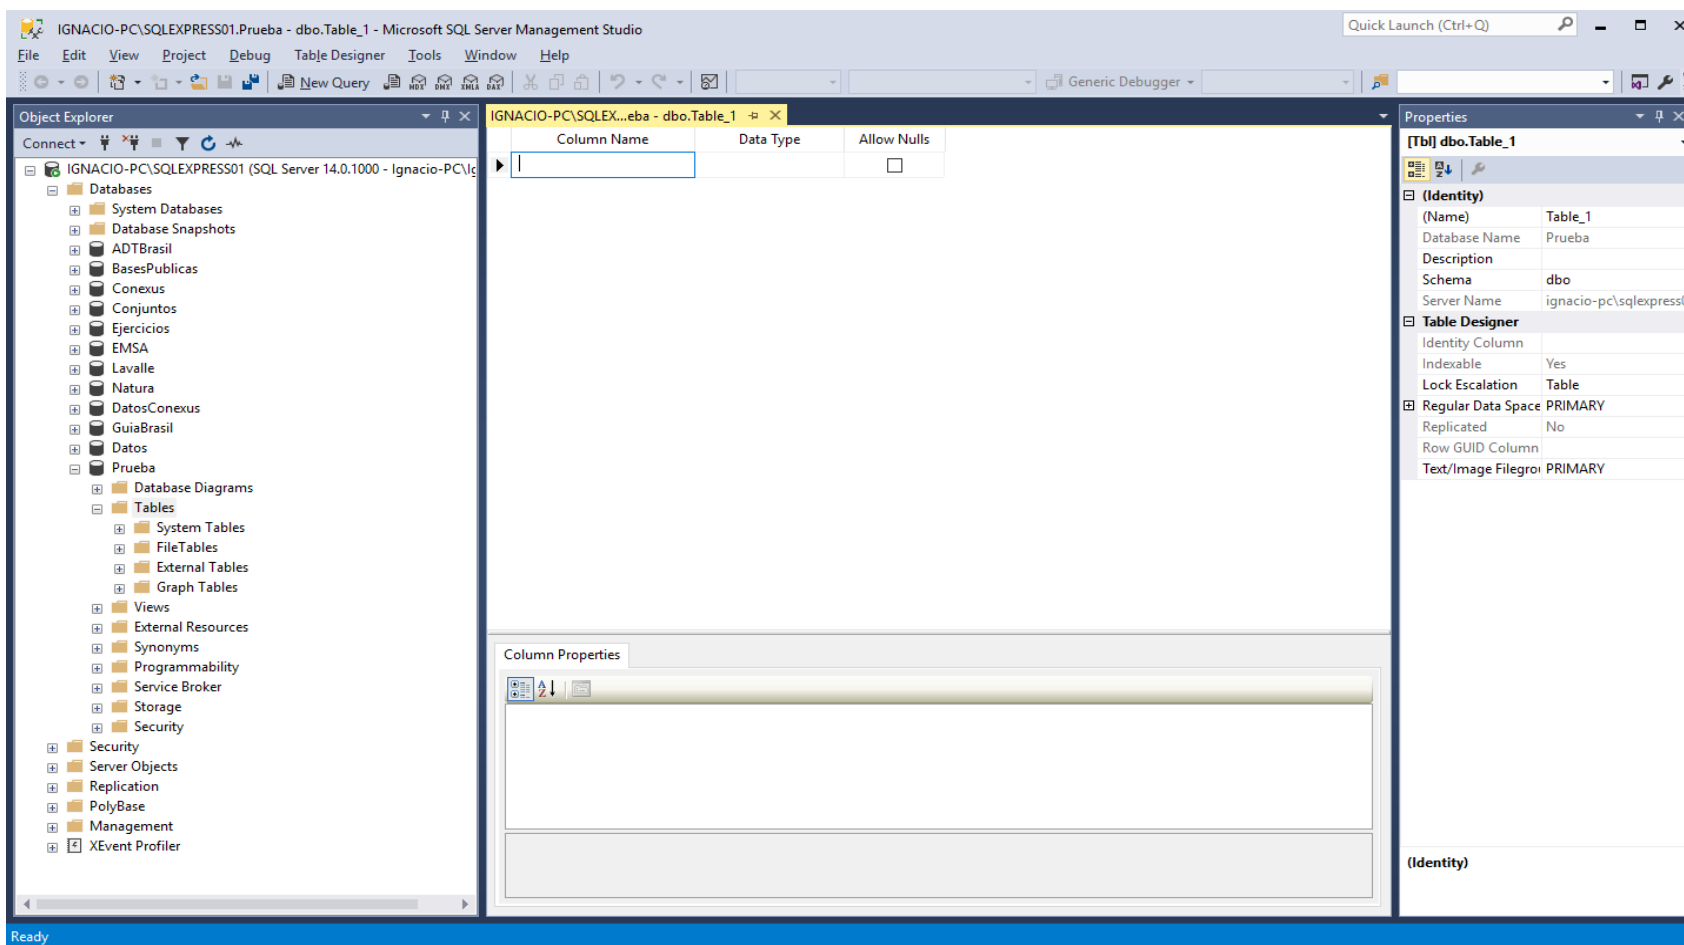 IGNACIO-PC\SQLEXPRESS01.Prueba - dbo.Table_1 - Microsoft SQL Server Management Studio
Quick Launch (Ctrl+Q)
File Edit View Project Debug Table Designer Tools Window Help
New Query MDX DMX XMLA DAX Generic Debugger
Object Explorer
Connect
IGNACIO-PC\SQLEXPRESS01 (SQL Server 14.0.1000 - Ignacio-PC\Ig
Databases
System Databases
Database Snapshots
ADTBrasil
BasesPublicas
Conexus
Conjuntos
Ejercicios
EMSA
Lavalle
Natura
DatosConexus
GuiaBrasil
Datos
Prueba
Database Diagrams
Tables
System Tables
FileTables
External Tables
Graph Tables
Views
External Resources
Synonyms
Programmability
Service Broker
Storage
Security
Security
Server Objects
Replication
PolyBase
Management
XEvent Profiler
IGNACIO-PC\SQLEX...eba - dbo.Table_1
Column Name Data Type Allow Nulls
Column Properties
Properties
[Tbl] dbo.Table_1
(Identity)
(Name) Table_1
Database Name Prueba
Description
Schema dbo
Server Name ignacio-pc\sqlexpress0
Table Designer
Identity Column
Indexable Yes
Lock Escalation Table
Regular Data Space PRIMARY
Replicated No
Row GUID Column
Text/Image Filegrou PRIMARY
(Identity)
Ready